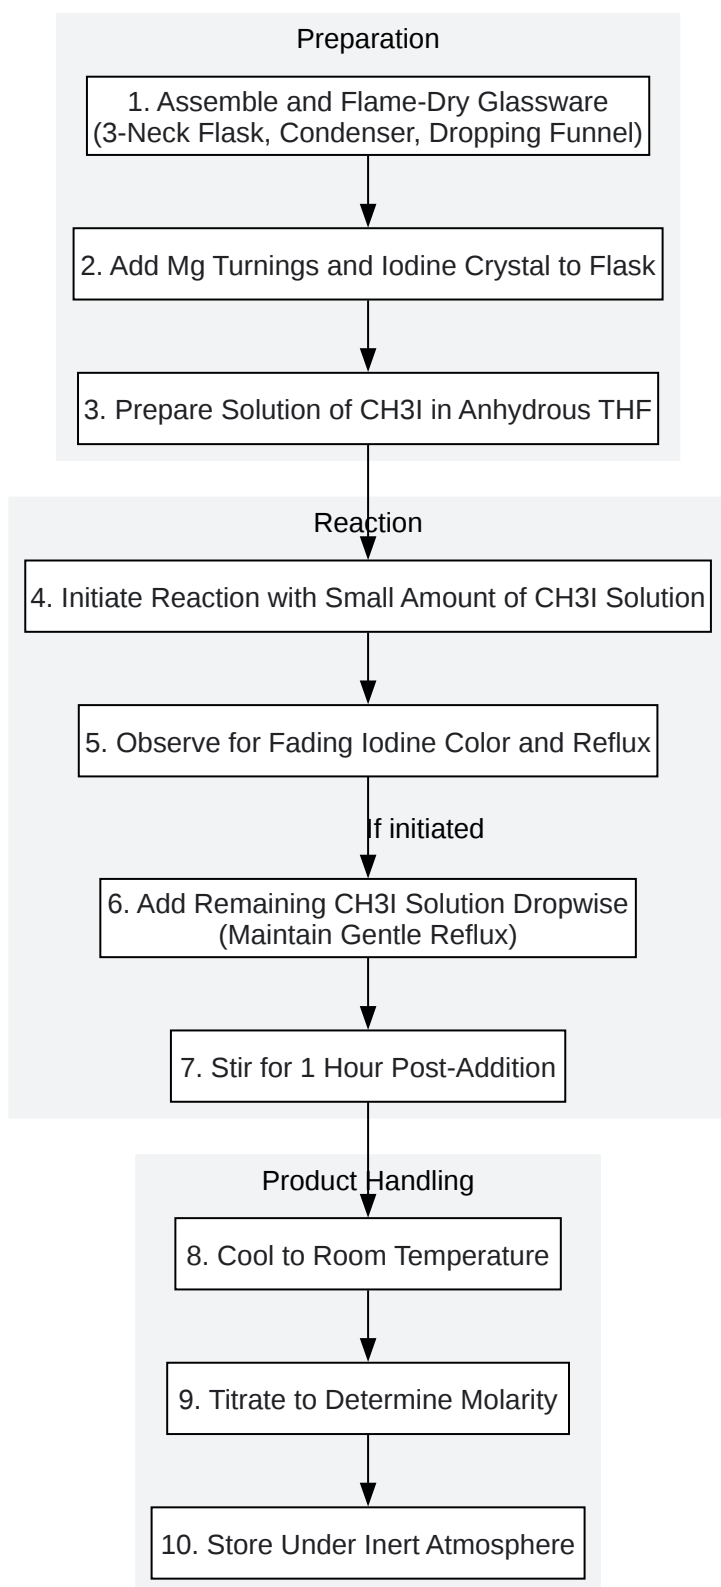 Preparation
1. Assemble and Flame-Dry Glassware
(3-Neck Flask, Condenser, Dropping Funnel)
2. Add Mg Turnings and Iodine Crystal to Flask
3. Prepare Solution of CH3I in Anhydrous THF
Reaction
4. Initiate Reaction with Small Amount of CH3I Solution
5. Observe for Fading Iodine Color and Reflux
If initiated
6. Add Remaining CH3I Solution Dropwise
(Maintain Gentle Reflux)
7. Stir for 1 Hour Post-Addition
Product Handling
8. Cool to Room Temperature
9. Titrate to Determine Molarity
10. Store Under Inert Atmosphere